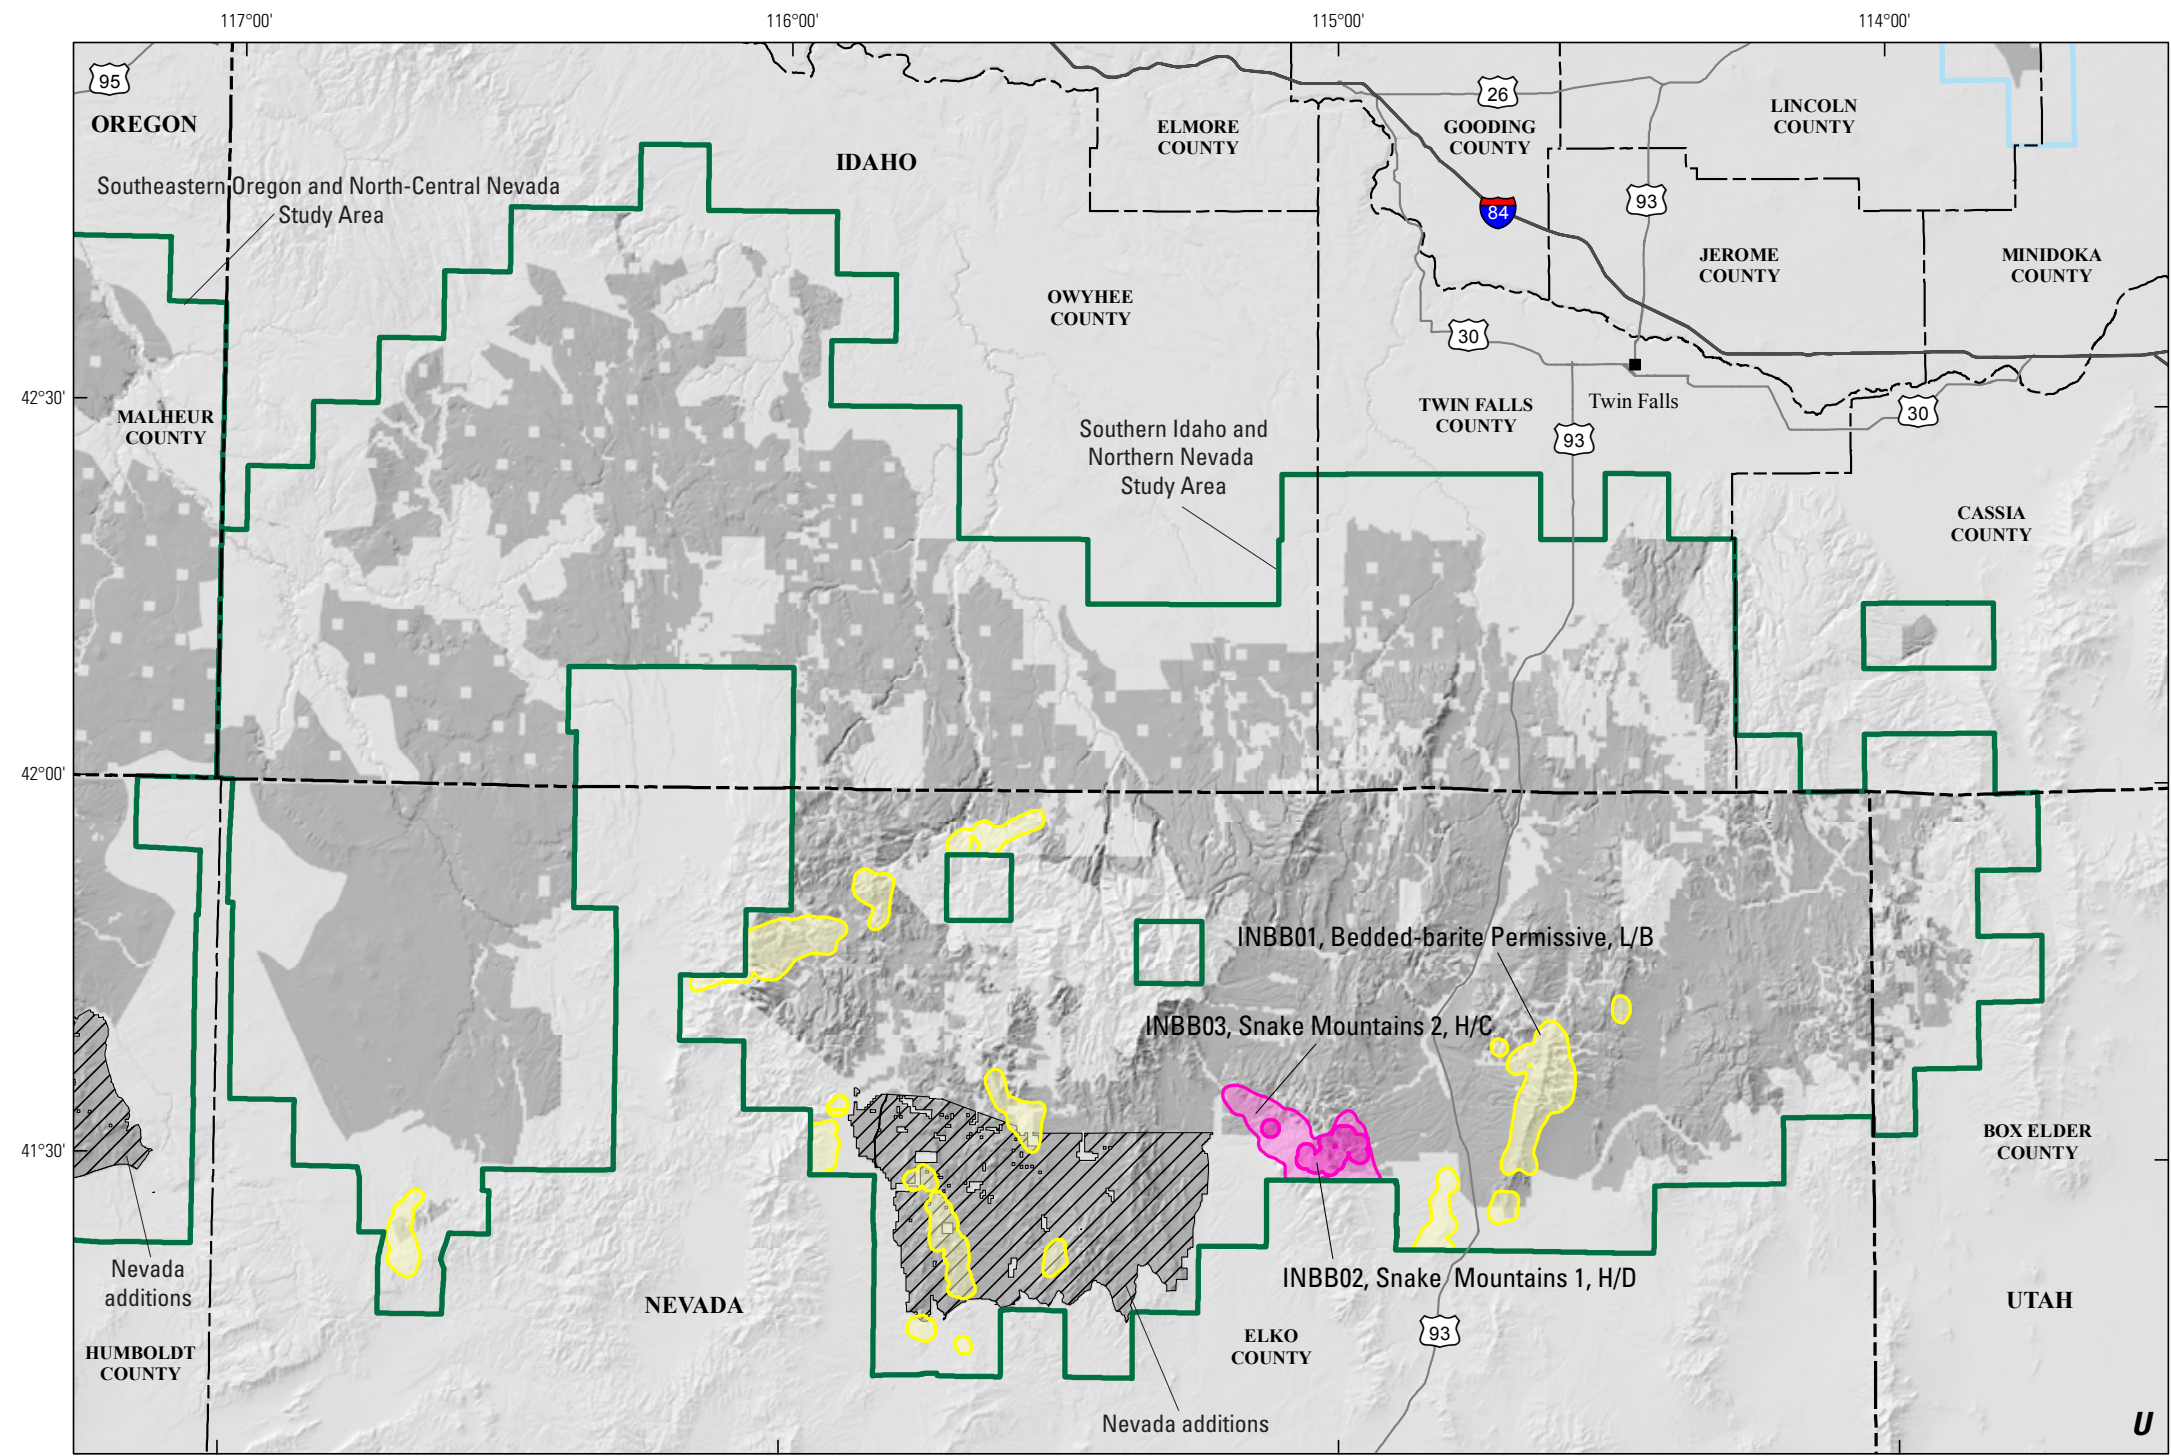 117°00'
116°00'
115°00'
114°00'
95
OREGON
26
LINCOLN
COUNTY
ELMORE
COUNTY
GOODING
COUNTY
IDAHO
Southeastern Oregon and North-Central Nevada
Study Area
93
84
JEROME
COUNTY
MINIDOKA
COUNTY
OWYHEE
COUNTY
30
42°30'
MALHEUR
COUNTY
TWIN FALLS
COUNTY
Twin Falls
30
93
Southern Idaho and
Northern Nevada
Study Area
CASSIA
COUNTY
42°00'
INBB01, Bedded-barite Permissive, L/B
INBB03, Snake Mountains 2, H/C
41°30'
BOX ELDER
COUNTY
Nevada
additions
INBB02, Snake Mountains 1, H/D
NEVADA
UTAH
93
HUMBOLDT
COUNTY
ELKO
COUNTY
Nevada additions
U